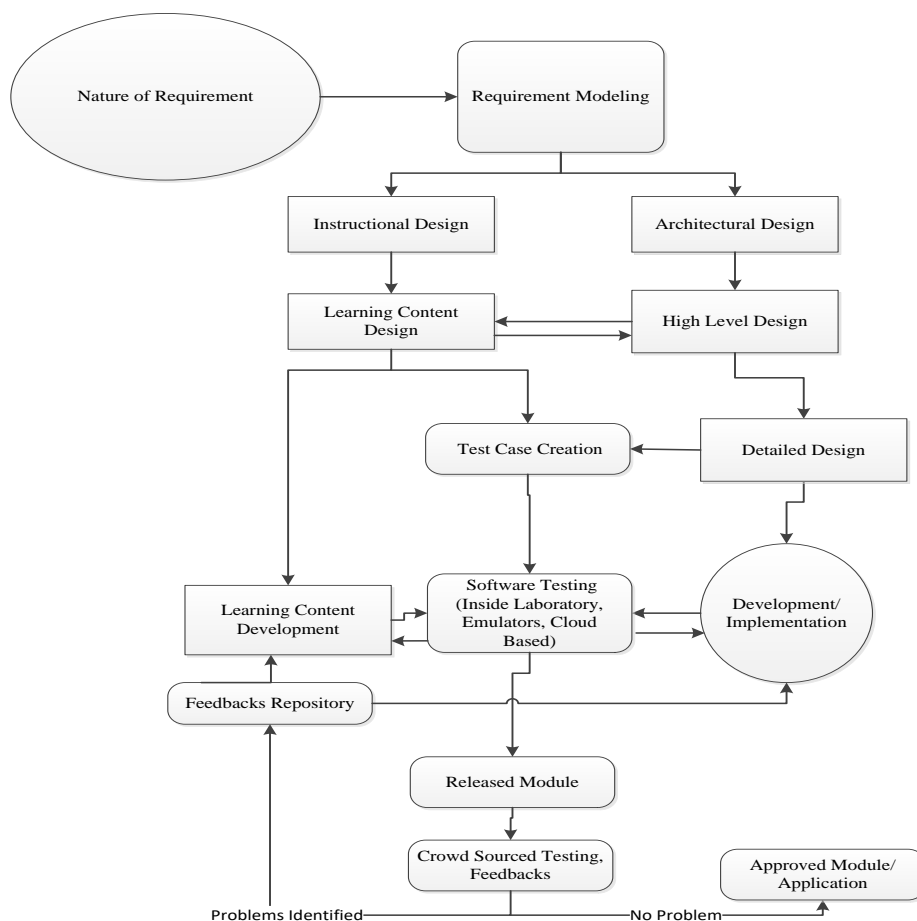 Nature of Requirement
Requirement Modeling
Instructional Design
Architectural Design
Learning Content
Design
High Level Design
Test Case Creation
Detailed Design
Learning Content
Development
Software Testing
(Inside Laboratory,
Emulators, Cloud
Based)
Development/
Implementation
Feedbacks Repository
Released Module
Crowd Sourced Testing,
Feedbacks
Approved Module/
Application
Problems Identified
No Problem